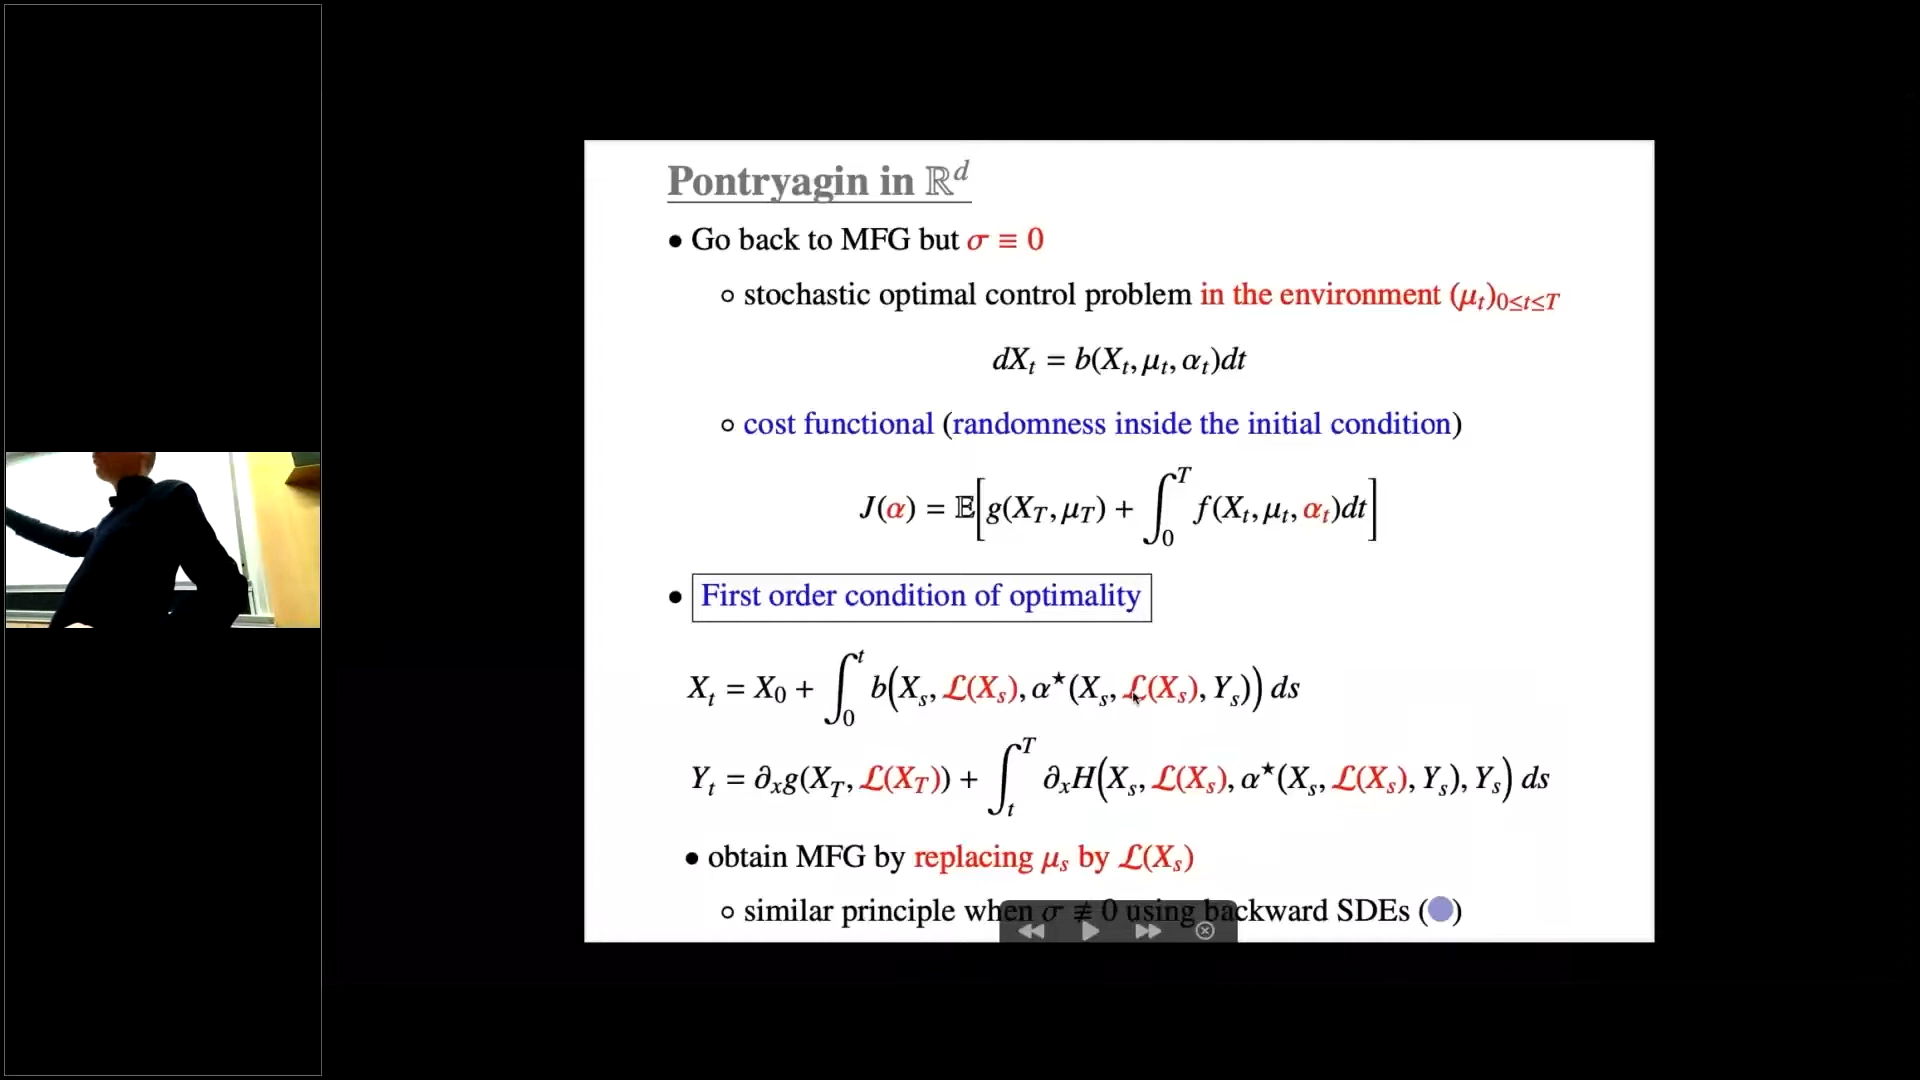 Pontryagin in ℝ^d
• Go back to MFG but σ ≡ 0
∘ stochastic optimal control problem in the environment (μ_t)_{0≤t≤T}
dX_t = b(X_t, μ_t, α_t)dt
∘ cost functional (randomness inside the initial condition)
J(α) = 𝔼[g(X_T, μ_T) + ∫_0^T f(X_t, μ_t, α_t)dt]
• First order condition of optimality
X_t = X_0 + ∫_0^t b(X_s, ℒ(X_s), α^★(X_s, ℒ(X_s), Y_s)) ds
Y_t = ∂_x g(X_T, ℒ(X_T)) + ∫_t^T ∂_x H(X_s, ℒ(X_s), α^★(X_s, ℒ(X_s), Y_s), Y_s) ds
• obtain MFG by replacing μ_s by ℒ(X_s)
∘ similar principle when σ ≢ 0 using backward SDEs (●)